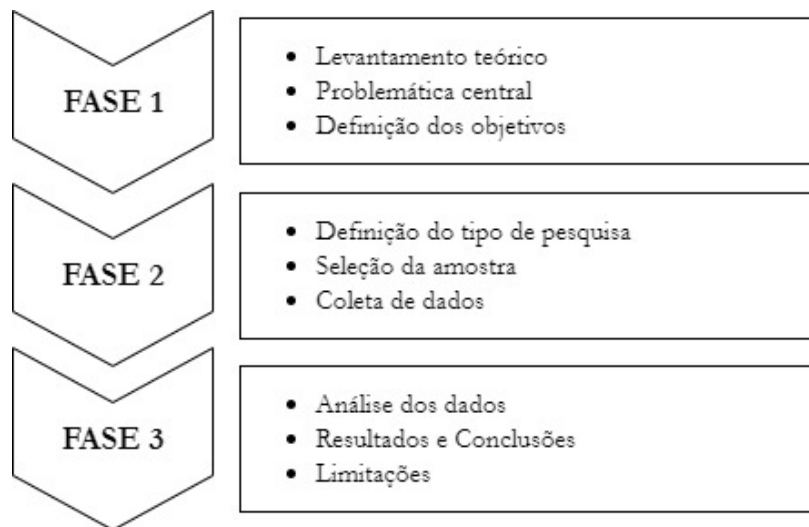 FASE 1
• Levantamento teórico
• Problemática central
• Definição dos objetivos
FASE 2
• Definição do tipo de pesquisa
• Seleção da amostra
• Coleta de dados
FASE 3
• Análise dos dados
• Resultados e Conclusões
• Limitações